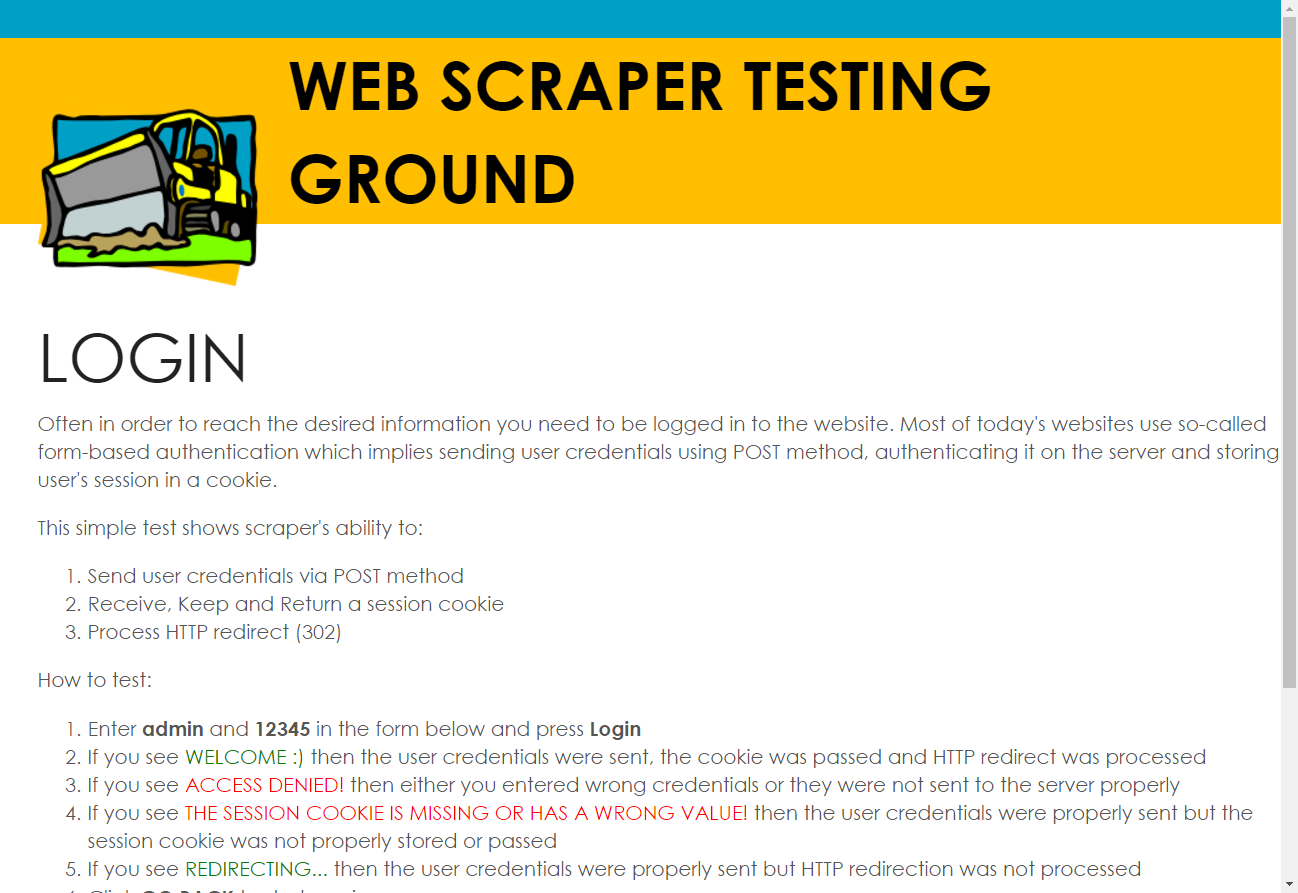 WEB SCRAPER TESTING
GROUND
LOGIN
Often in order to reach the desired information you need to be logged in to the website. Most of today's websites use so-called
form-based authentication which implies sending user credentials using POST method, authenticating it on the server and storing
user's session in a cookie.
This simple test shows scraper's ability to:
1. Send user credentials via POST method
2. Receive, Keep and Return a session cookie
3. Process HTTP redirect (302)
How to test:
1. Enter admin and 12345 in the form below and press Login
2. If you see WELCOME :) then the user credentials were sent, the cookie was passed and HTTP redirect was processed
3. If you see ACCESS DENIED! then either you entered wrong credentials or they were not sent to the server properly
4. If you see THE SESSION COOKIE IS MISSING OR HAS A WRONG VALUE! then the user credentials were properly sent but the
session cookie was not properly stored or passed
5. If you see REDIRECTING... then the user credentials were properly sent but HTTP redirection was not processed